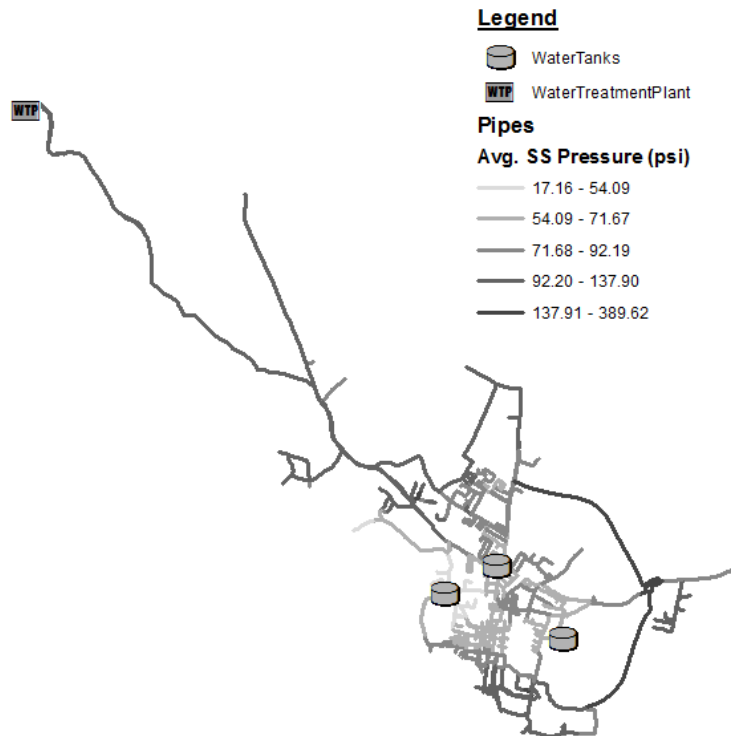 Legend
WaterTanks
WTP WaterTreatmentPlant
Pipes
Avg. SS Pressure (psi)
17.16 - 54.09
54.09 - 71.67
71.68 - 92.19
92.20 - 137.90
137.91 - 389.62
WTP